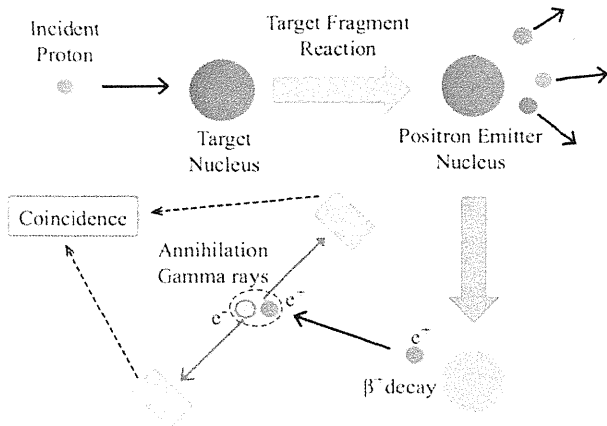 Incident
Proton
Target Fragment
Reaction
Target
Nucleus
Positron Emitter
Nucleus
Coincidence
Annihilation
Gamma rays
e⁻
e⁺
e⁺
β⁺ decay